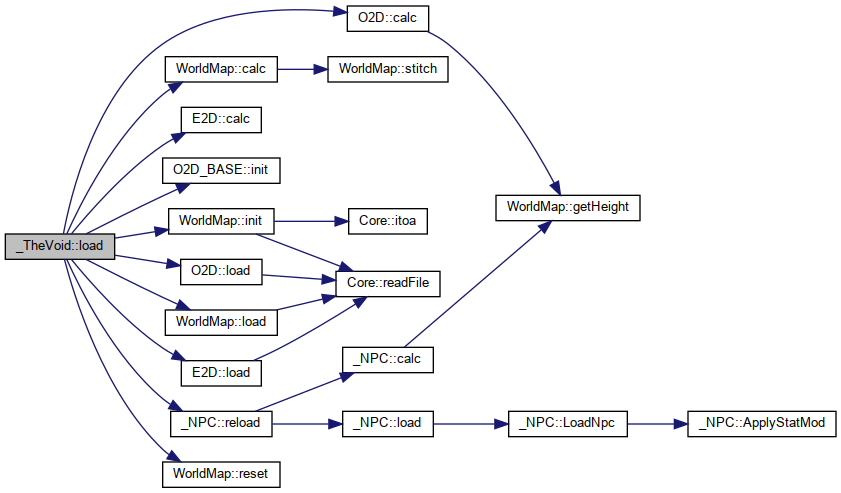 O2D::calc
WorldMap::calc
WorldMap::stitch
E2D::calc
O2D_BASE::init
WorldMap::getHeight
WorldMap::init
Core::itoa
_TheVoid::load
O2D::load
Core::readFile
WorldMap::load
_NPC::calc
E2D::load
_NPC::reload
_NPC::load
_NPC::LoadNpc
_NPC::ApplyStatMod
WorldMap::reset